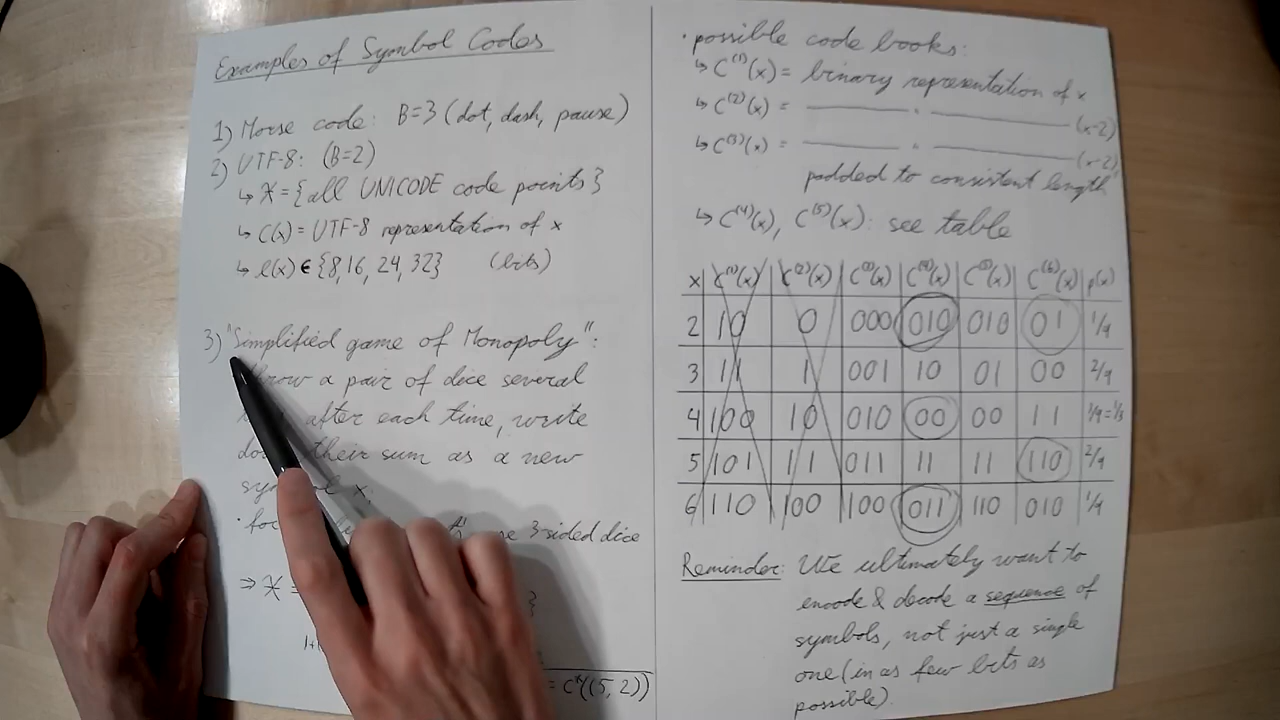 Examples of Symbol Codes
1) Morse code: B=3 (dot, dash, pause)
2) UTF-8: (B=2)
↳ X = {all UNICODE code points}
↳ C(x) = UTF-8 representation of x
↳ l(x) ∈ {8, 16, 24, 32} (bits)
3) "Simplified game of Monopoly":
throw a pair of dice several
after each time, write
their sum as a new
x.
3-sided dice
⇒ X =
= C*((5, 2))
· possible code books:
↳ C⁽¹⁾(x) = binary representation of x
↳ C⁽²⁾(x) = —— " —— (x-2)
↳ C⁽³⁾(x) = —— " —— (x-2)
padded to consistent length
↳ C⁽⁴⁾(x), C⁽⁵⁾(x): see table
x C⁽¹⁾(x) C⁽²⁾(x) C⁽³⁾(x) C⁽⁴⁾(x) C⁽⁵⁾(x) C⁽⁶⁾(x) p(x)
2 10 0 000 010 010 01 1/9
3 11 1 001 10 01 00 2/9
4 100 10 010 00 00 11 3/9=1/3
5 101 11 011 11 11 110 2/9
6 110 100 100 011 110 010 1/9
Reminder: We ultimately want to
encode & decode a sequence of
symbols, not just a single
one (in as few bits as
possible)